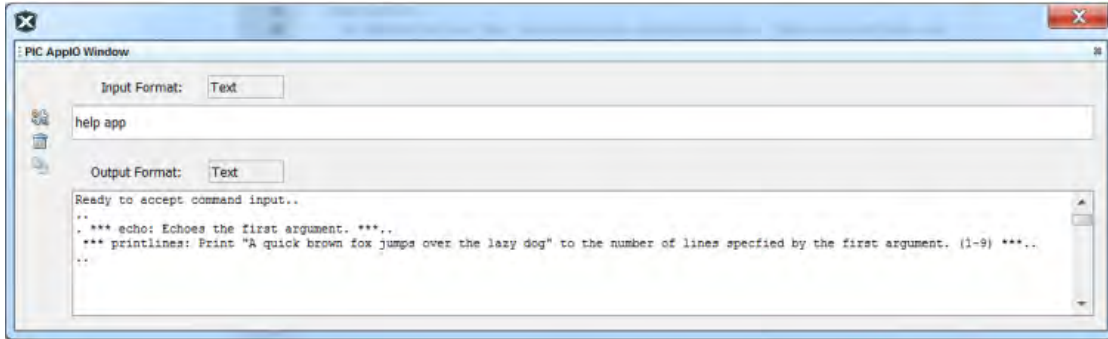 PIC AppIO Window
Input Format: Text
help app
Output Format: Text
Ready to accept command input..
..
. *** echo: Echoes the first argument. ***..
*** printlines: Print "A quick brown fox jumps over the lazy dog" to the number of lines specfied by the first argument. (1-9) ***..
..